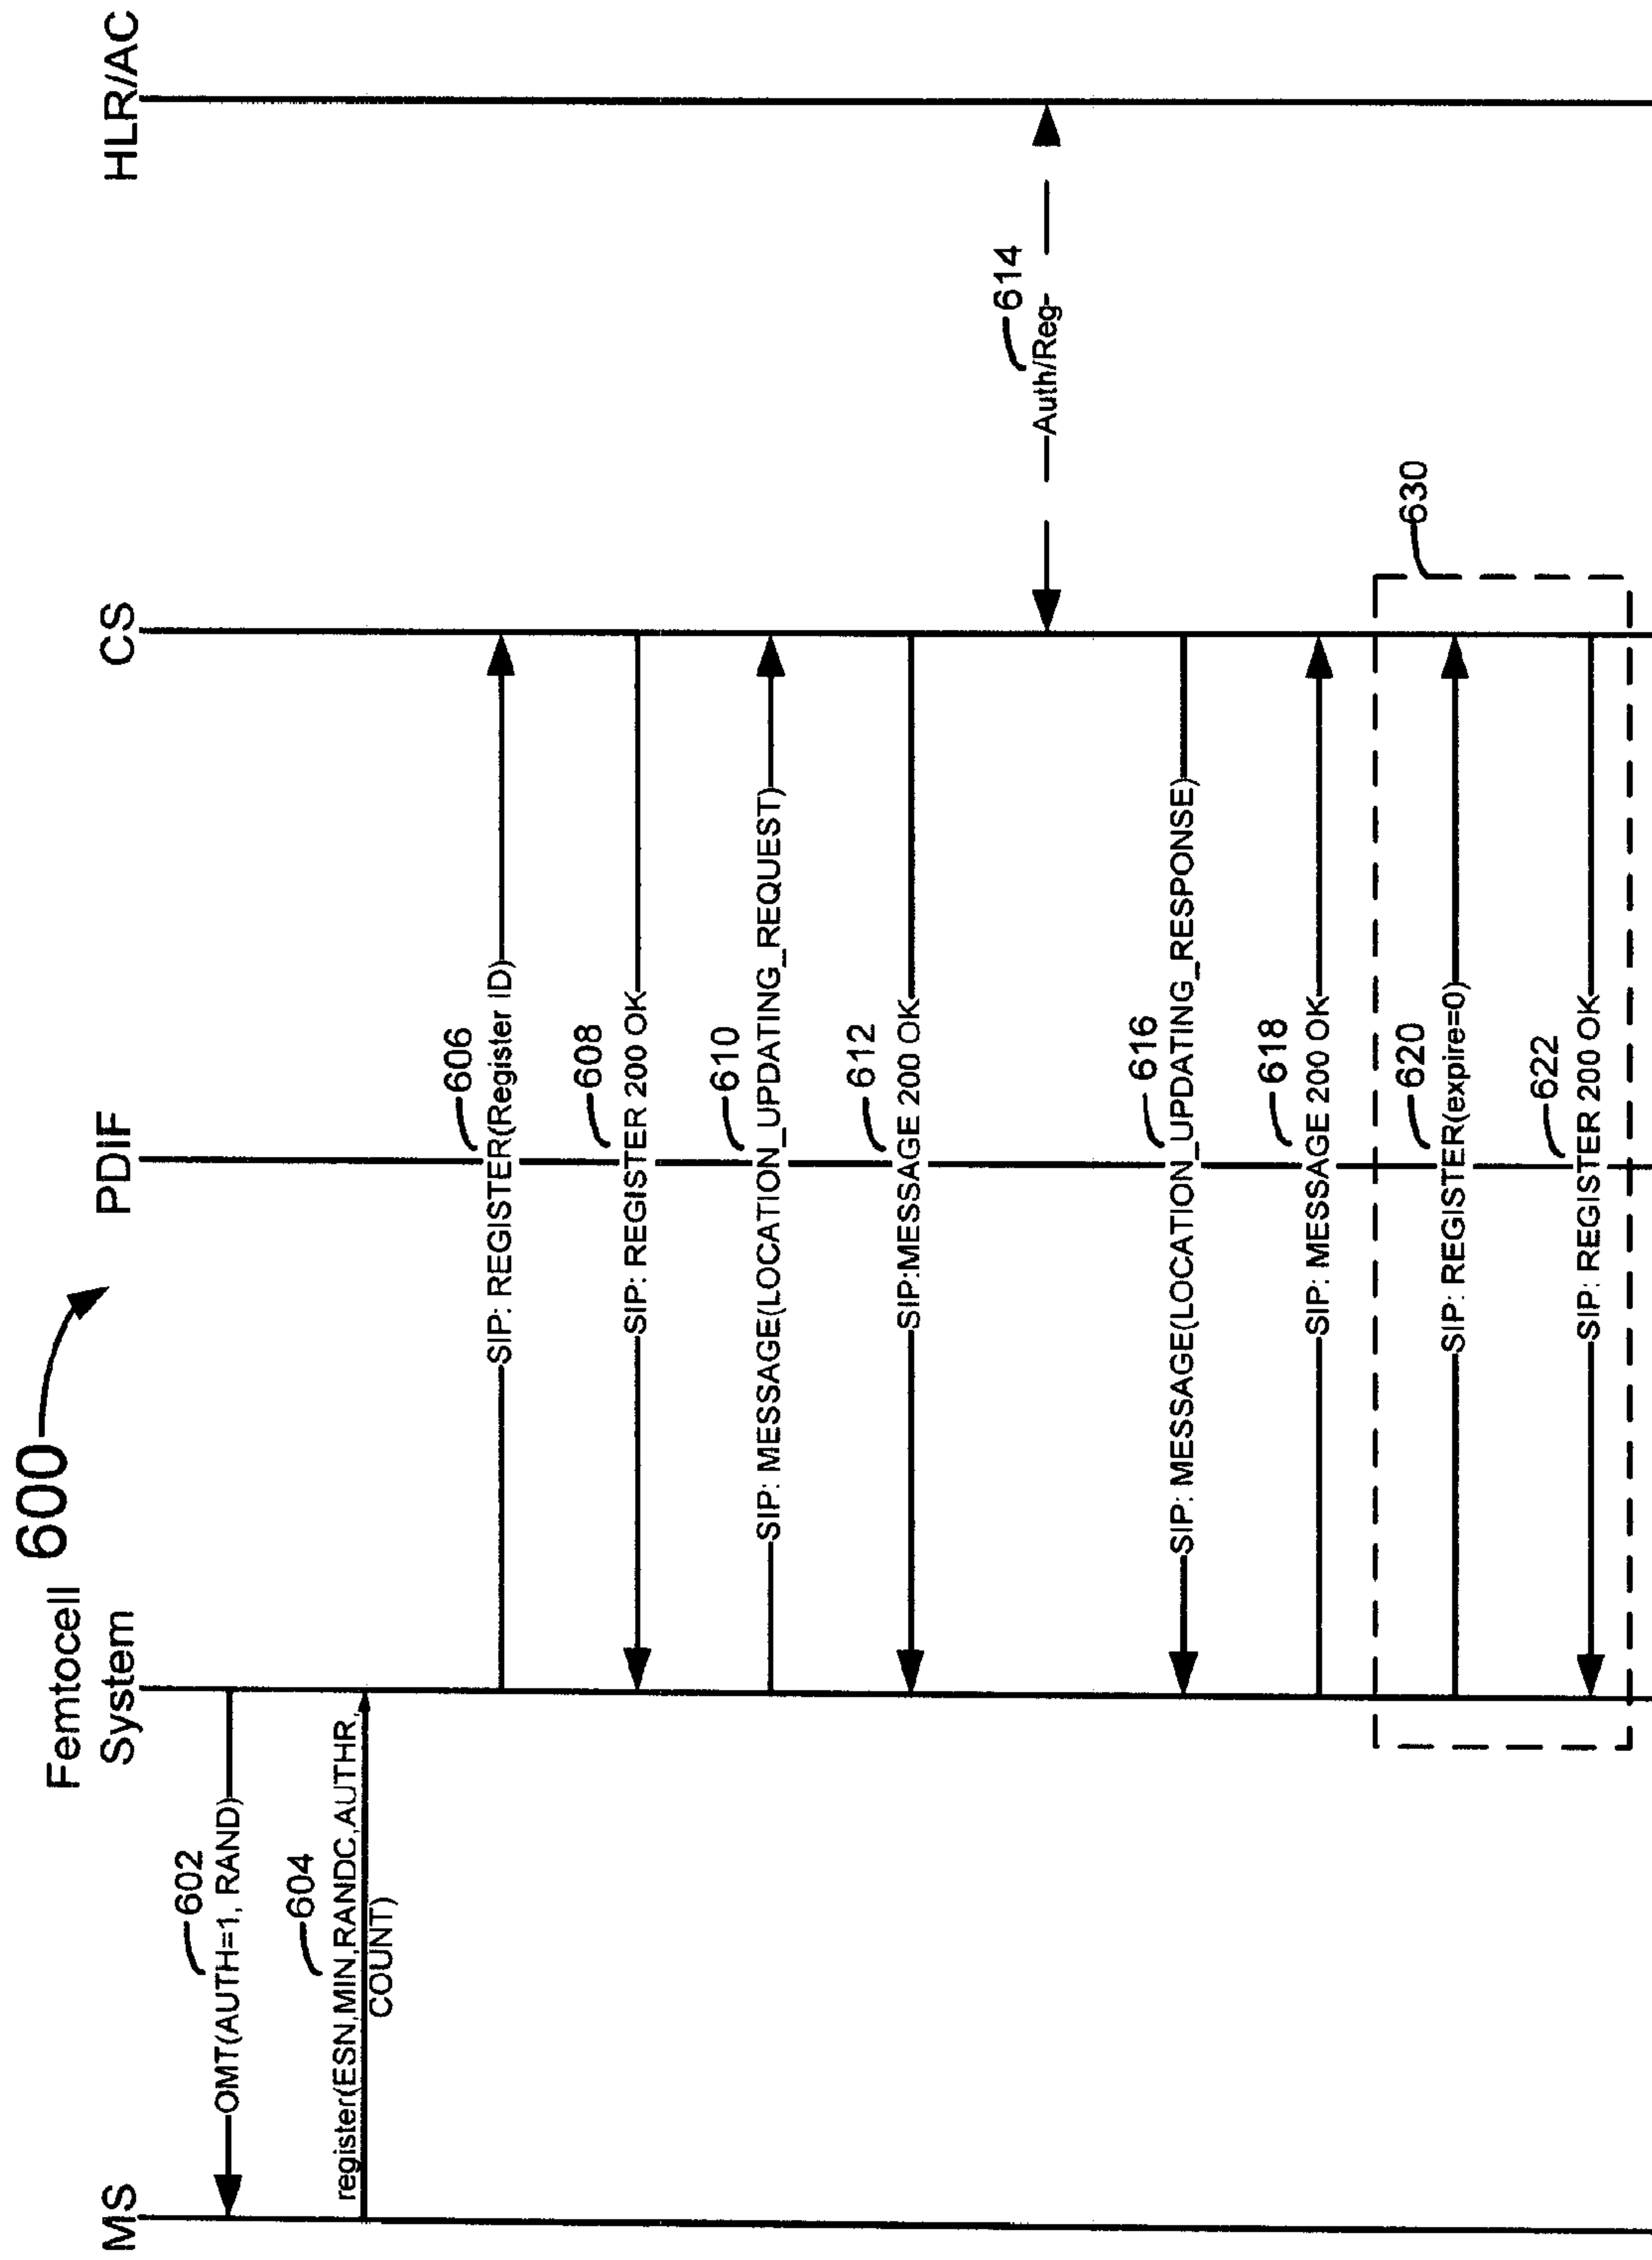 600
MS
Femtocell
System
PDIF
CS
HLR/AC
602
OMT(AUTH=1, RAND)
604
register(ESN,MIN,RANDC,AUTHR,
COUNT)
606
SIP: REGISTER(Register ID)
608
SIP: REGISTER 200 OK
610
SIP: MESSAGE(LOCATION_UPDATING_REQUEST)
612
SIP:MESSAGE 200 OK
614
Auth/Reg
616
SIP: MESSAGE(LOCATION_UPDATING_RESPONSE)
618
SIP: MESSAGE 200 OK
630
620
SIP: REGISTER(expire=0)
622
SIP: REGISTER 200 OK